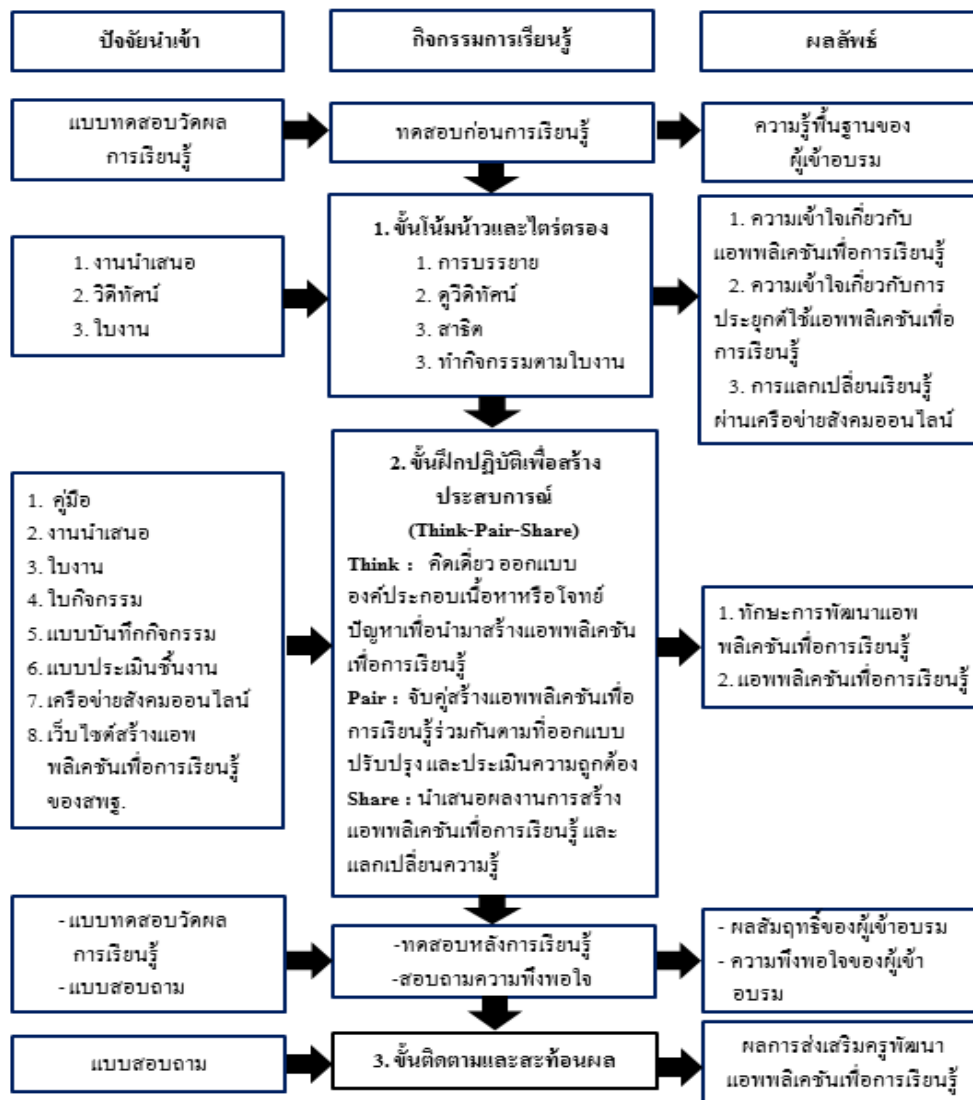 ปัจจัยนำเข้า
กิจกรรมการเรียนรู้
ผลลัพธ์
แบบทดสอบวัดผล
การเรียนรู้
ทดสอบก่อนการเรียนรู้
ความรู้พื้นฐานของ
ผู้เข้าอบรม
1. งานนำเสนอ
2. วิดิทัศน์
3. ใบงาน
1. ขั้นโน้มน้าวและไตร่ตรอง
1. การบรรยาย
2. ดูวีดิทัศน์
3. สาธิต
3. ทำกิจกรรมตามใบงาน
1. ความเข้าใจเกี่ยวกับ
แอพพลิเคชันเพื่อการเรียนรู้
2. ความเข้าใจเกี่ยวกับการ
ประยุกต์ใช้แอพพลิเคชันเพื่อ
การเรียนรู้
3. การแลกเปลี่ยนเรียนรู้
ผ่านเครือข่ายสังคมออนไลน์
1. คู่มือ
2. งานนำเสนอ
3. ใบงาน
4. ใบกิจกรรม
5. แบบบันทึกกิจกรรม
6. แบบประเมินชิ้นงาน
7. เครือข่ายสังคมออนไลน์
8. เว็บไซต์สร้างแอพ
พลิเคชันเพื่อการเรียนรู้
ของสพฐ.
2. ขั้นฝึกปฏิบัติเพื่อสร้าง
ประสบการณ์
(Think-Pair-Share)
Think : คิดเดี่ยว ออกแบบ
องค์ประกอบเนื้อหาหรือโจทย์
ปัญหาเพื่อนำมาสร้างแอพพลิเคชัน
เพื่อการเรียนรู้
Pair : จับคู่สร้างแอพพลิเคชันเพื่อ
การเรียนรู้ร่วมกันตามที่ออกแบบ
ปรับปรุง และประเมินความถูกต้อง
Share : นำเสนอผลงานการสร้าง
แอพพลิเคชันเพื่อการเรียนรู้ และ
แลกเปลี่ยนความรู้
1. ทักษะการพัฒนาแอพ
พลิเคชันเพื่อการเรียนรู้
2. แอพพลิเคชันเพื่อการเรียนรู้
- แบบทดสอบวัดผล
การเรียนรู้
- แบบสอบถาม
-ทดสอบหลังการเรียนรู้
-สอบถามความพึงพอใจ
- ผลสัมฤทธิ์ของผู้เข้าอบรม
- ความพึงพอใจของผู้เข้า
อบรม
แบบสอบถาม
3. ขั้นติดตามและสะท้อนผล
ผลการส่งเสริมครูพัฒนา
แอพพลิเคชันเพื่อการเรียนรู้